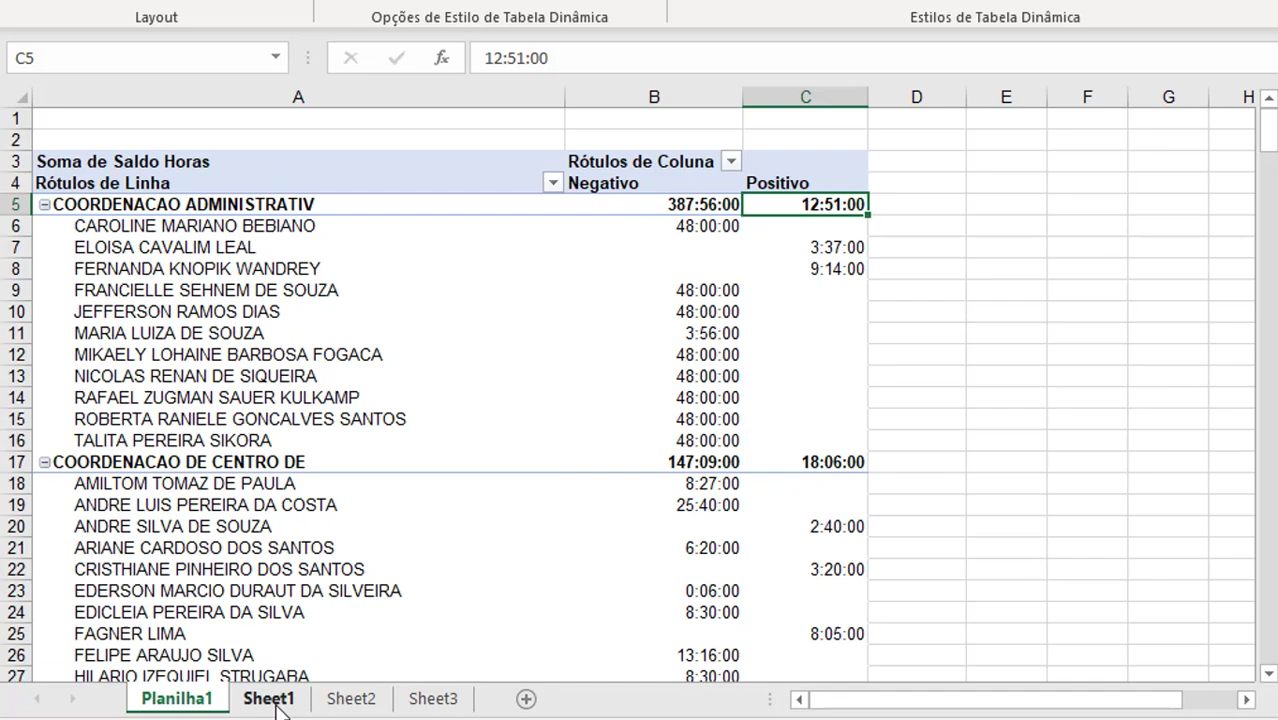 Layout Opções de Estilo de Tabela Dinâmica Estilos de Tabela Dinâmica
C5 fx 12:51:00
A B C D E F G H
1
2
3 Soma de Saldo Horas Rótulos de Coluna
4 Rótulos de Linha Negativo Positivo
5 COORDENACAO ADMINISTRATIV 387:56:00 12:51:00
6 CAROLINE MARIANO BEBIANO 48:00:00
7 ELOISA CAVALIM LEAL 3:37:00
8 FERNANDA KNOPIK WANDREY 9:14:00
9 FRANCIELLE SEHNEM DE SOUZA 48:00:00
10 JEFFERSON RAMOS DIAS 48:00:00
11 MARIA LUIZA DE SOUZA 3:56:00
12 MIKAELY LOHAINE BARBOSA FOGACA 48:00:00
13 NICOLAS RENAN DE SIQUEIRA 48:00:00
14 RAFAEL ZUGMAN SAUER KULKAMP 48:00:00
15 ROBERTA RANIELE GONCALVES SANTOS 48:00:00
16 TALITA PEREIRA SIKORA 48:00:00
17 COORDENACAO DE CENTRO DE 147:09:00 18:06:00
18 AMILTOM TOMAZ DE PAULA 8:27:00
19 ANDRE LUIS PEREIRA DA COSTA 25:40:00
20 ANDRE SILVA DE SOUZA 2:40:00
21 ARIANE CARDOSO DOS SANTOS 6:20:00
22 CRISTHIANE PINHEIRO DOS SANTOS 3:20:00
23 EDERSON MARCIO DURAUT DA SILVEIRA 0:06:00
24 EDICLEIA PEREIRA DA SILVA 8:30:00
25 FAGNER LIMA 8:05:00
26 FELIPE ARAUJO SILVA 13:16:00
27 HILARIO IZEQUIEL STRUGABA 8:30:00
Planilha1 Sheet1 Sheet2 Sheet3